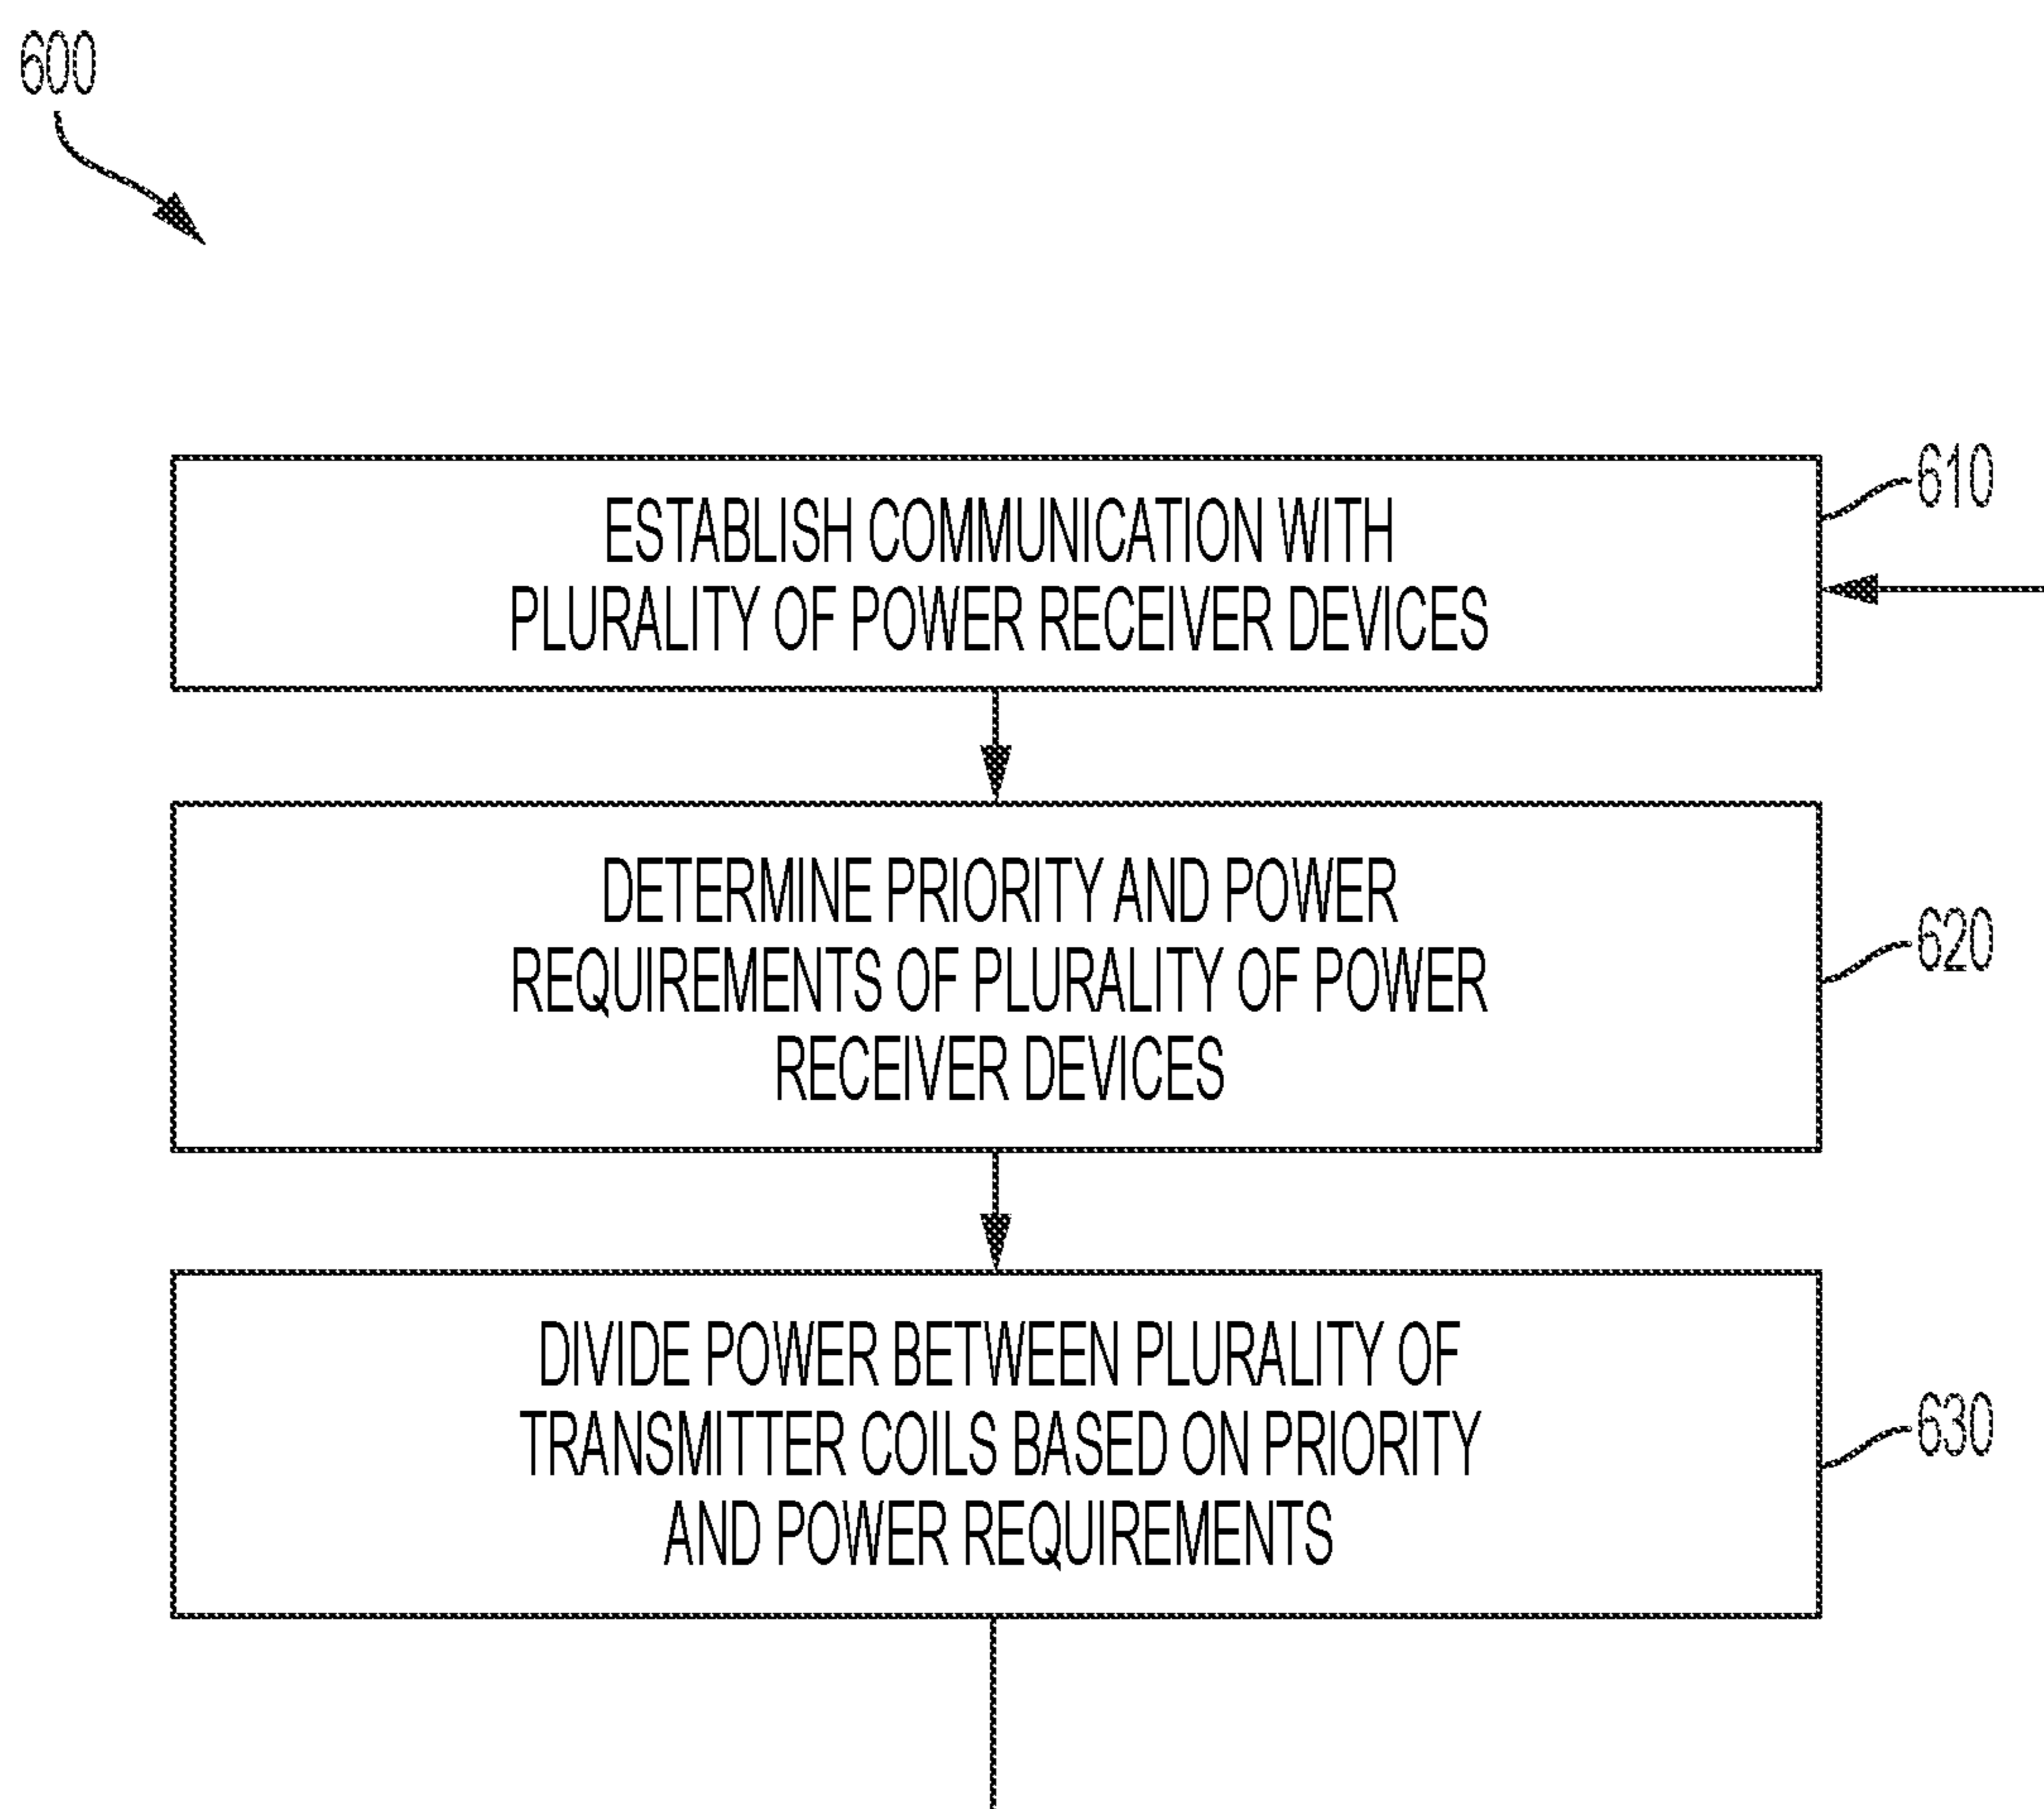 600
ESTABLISH COMMUNICATION WITH
PLURALITY OF POWER RECEIVER DEVICES
610
DETERMINE PRIORITY AND POWER
REQUIREMENTS OF PLURALITY OF POWER
RECEIVER DEVICES
620
DIVIDE POWER BETWEEN PLURALITY OF
TRANSMITTER COILS BASED ON PRIORITY
AND POWER REQUIREMENTS
630